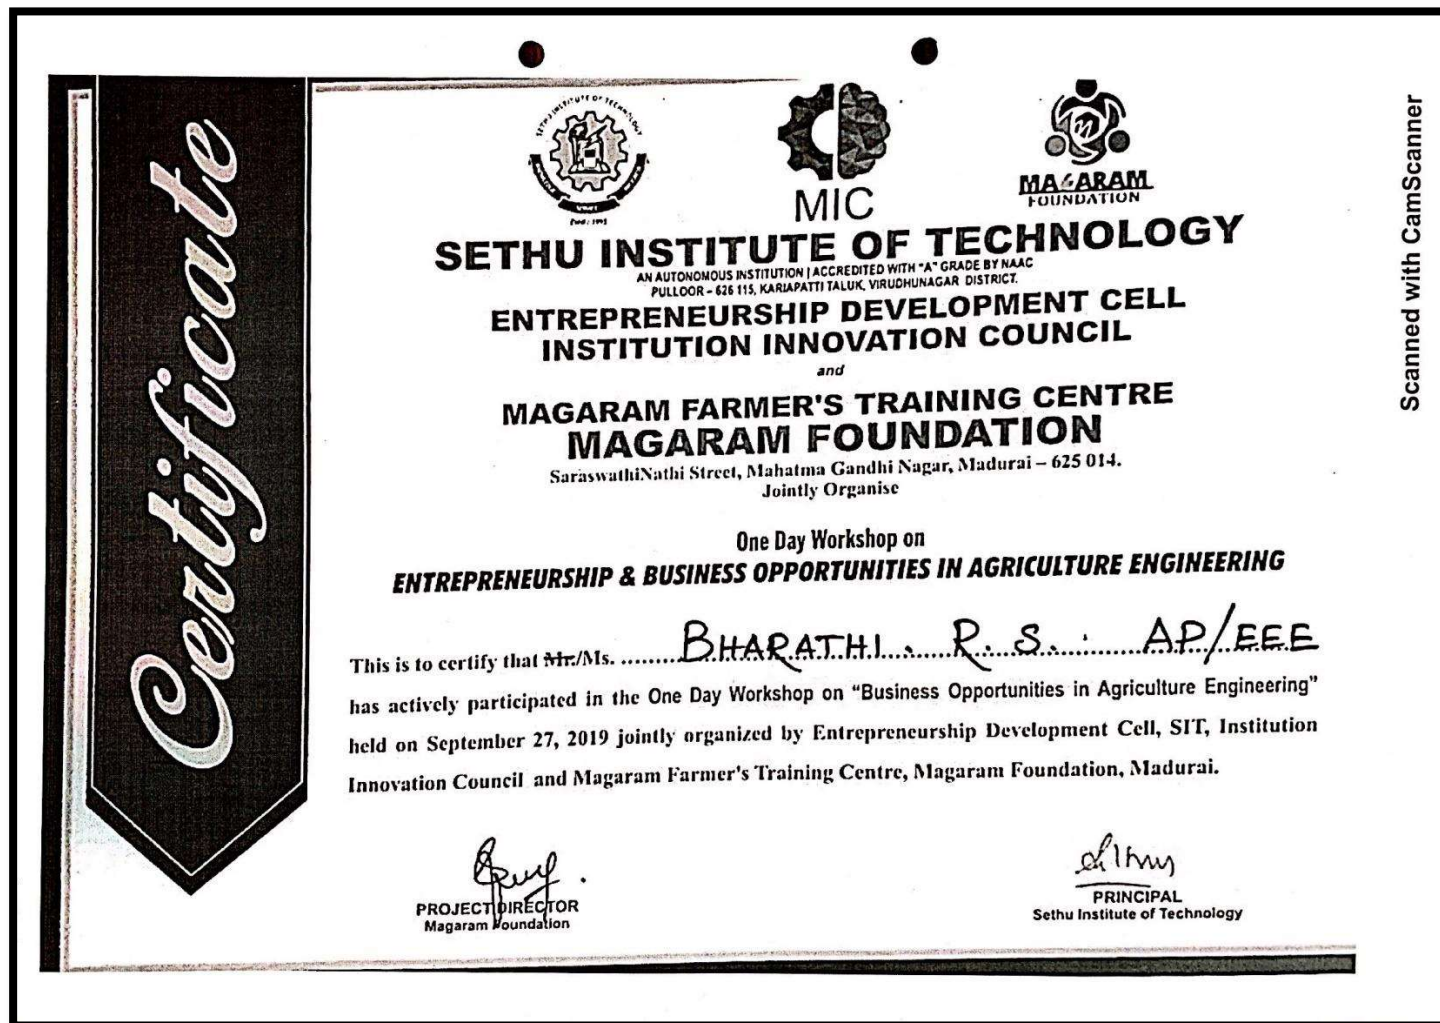 Certificate
SETHU INSTITUTE OF TECHNOLOGY
Estd : 1995
MIC
MAGARAM
FOUNDATION
SETHU INSTITUTE OF TECHNOLOGY
AN AUTONOMOUS INSTITUTION | ACCREDITED WITH "A" GRADE BY NAAC
PULLOOR – 626 115, KARIAPATTI TALUK, VIRUDHUNAGAR DISTRICT.
ENTREPRENEURSHIP DEVELOPMENT CELL
INSTITUTION INNOVATION COUNCIL
and
MAGARAM FARMER'S TRAINING CENTRE
MAGARAM FOUNDATION
SaraswathiNathi Street, Mahatma Gandhi Nagar, Madurai – 625 014.
Jointly Organise
One Day Workshop on
ENTREPRENEURSHIP & BUSINESS OPPORTUNITIES IN AGRICULTURE ENGINEERING
This is to certify that Mr./Ms. ........BHARATHI. R. S. : AP/EEE
has actively participated in the One Day Workshop on "Business Opportunities in Agriculture Engineering"
held on September 27, 2019 jointly organized by Entrepreneurship Development Cell, SIT, Institution
Innovation Council and Magaram Farmer's Training Centre, Magaram Foundation, Madurai.
PROJECT DIRECTOR
Magaram Foundation
PRINCIPAL
Sethu Institute of Technology
Scanned with CamScanner